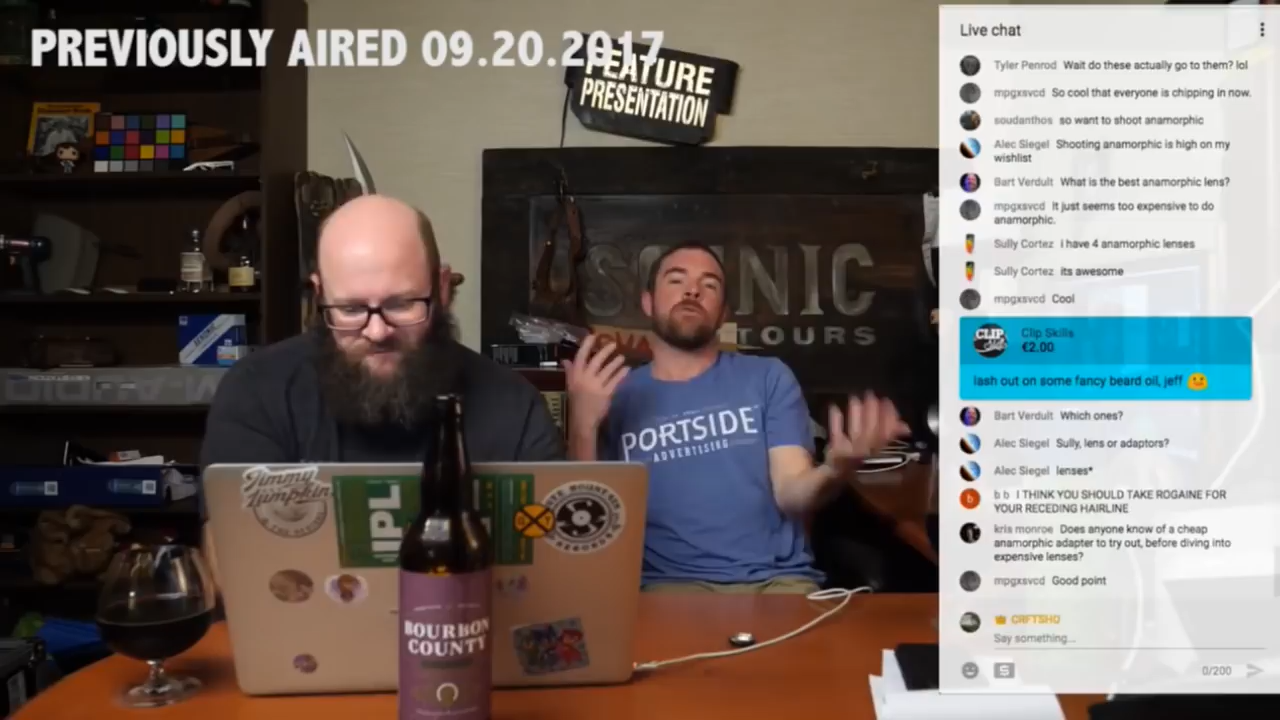 PREVIOUSLY AIRED 09.20.2017
FEATURE
PRESENTATION
SCENIC
TOURS
PORTSIDE
ADVERTISING
Jimmy
Lumpkin
IPL
BOURBON
COUNTY
Live chat
Tyler Penrod Wait do these actually go to them? lol
mpgxsvcd So cool that everyone is chipping in now.
soudanthos so want to shoot anamorphic
Alec Siegel Shooting anamorphic is high on my
wishlist
Bart Verdult What is the best anamorphic lens?
mpgxsvcd It just seems too expensive to do
anamorphic.
Sully Cortez i have 4 anamorphic lenses
Sully Cortez its awesome
mpgxsvcd Cool
CLIP
Skills
Clip Skills
€2.00
lash out on some fancy beard oil, jeff
Bart Verdult Which ones?
Alec Siegel Sully, lens or adaptors?
Alec Siegel lenses*
b
b b I THINK YOU SHOULD TAKE ROGAINE FOR
YOUR RECEDING HAIRLINE
kris monroe Does anyone know of a cheap
anamorphic adapter to try out, before diving into
expensive lenses?
mpgxsvcd Good point
CRFTSHO
Say something...
S
0/200